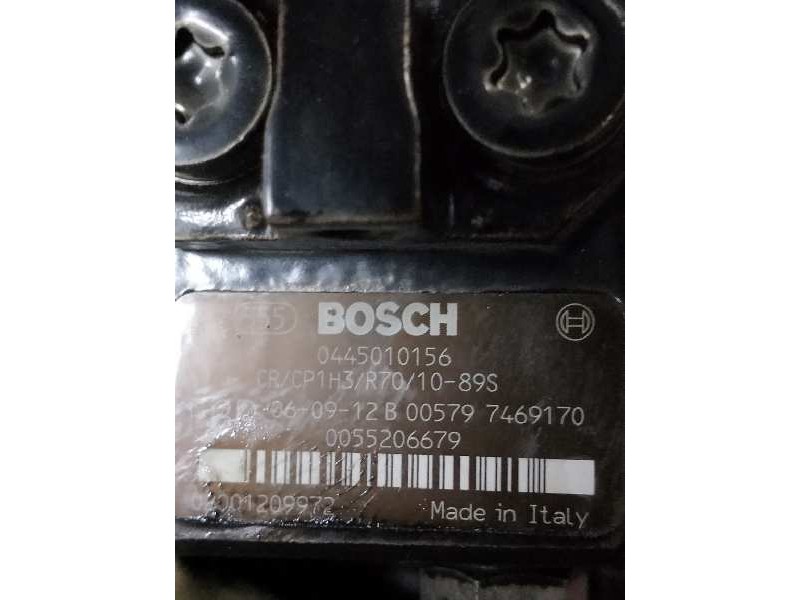 BOSCH
0445010156
CR/CP1H3/R70/10-89S
06-09-12 B 00579 7469170
0055206679
Made in Italy